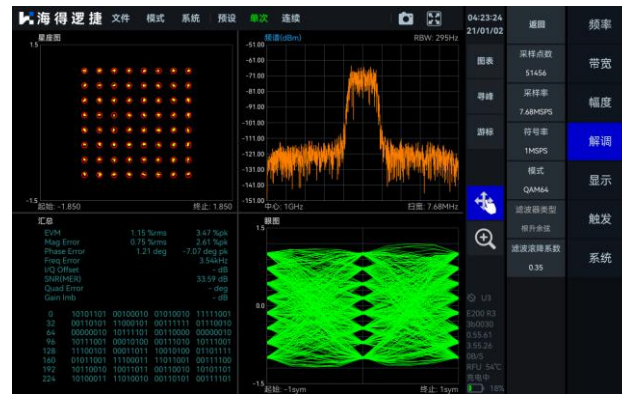 海得逻捷 文件 模式 系统 预设 单次 连续
04:23:24
21/01/02
星座图
1.5
-1.5
起始: -1.850
终止: 1.850
频谱(dBm)
RBW: 295Hz
-51.00
-61.00
-71.00
-81.00
-91.00
-101.00
-111.00
-121.00
-131.00
-141.00
-151.00
中心: 1GHz
扫宽: 7.68MHz
汇总
EVM 1.15 %rms 3.47 %pk
Mag Error 0.75 %rms 2.61 %pk
Phase Error 1.21 deg -7.07 deg pk
Freq Error 3.54kHz
I/Q Offset - dB
SNR(MER) 33.59 dB
Quad Error - deg
Gain Imb - dB
0 10101101 00100010 01010010 11111001
32 00110101 11000101 00111111 01110010
64 00000010 10111101 00110000 00000010
96 10111001 00010100 00111010 10111001
128 11100101 00011011 10010100 01101111
160 01011001 11100011 11011001 00111100
192 10110010 10011011 00110010 10101101
224 10100011 11010010 00110101 00111101
眼图
1.5
0.0
-1.5
起始: -1sym
终止: 1sym
图表
寻峰
游标
U3
E200 R3
3b0030
0.55.61
3.55.26
0B/S
RFU 54℃
充电中
18%
返回
采样点数
51456
采样率
7.68MSPS
符号率
1MSPS
模式
QAM64
滤波器类型
根升余弦
滤波滚降系数
0.35
频率
带宽
幅度
解调
显示
触发
系统